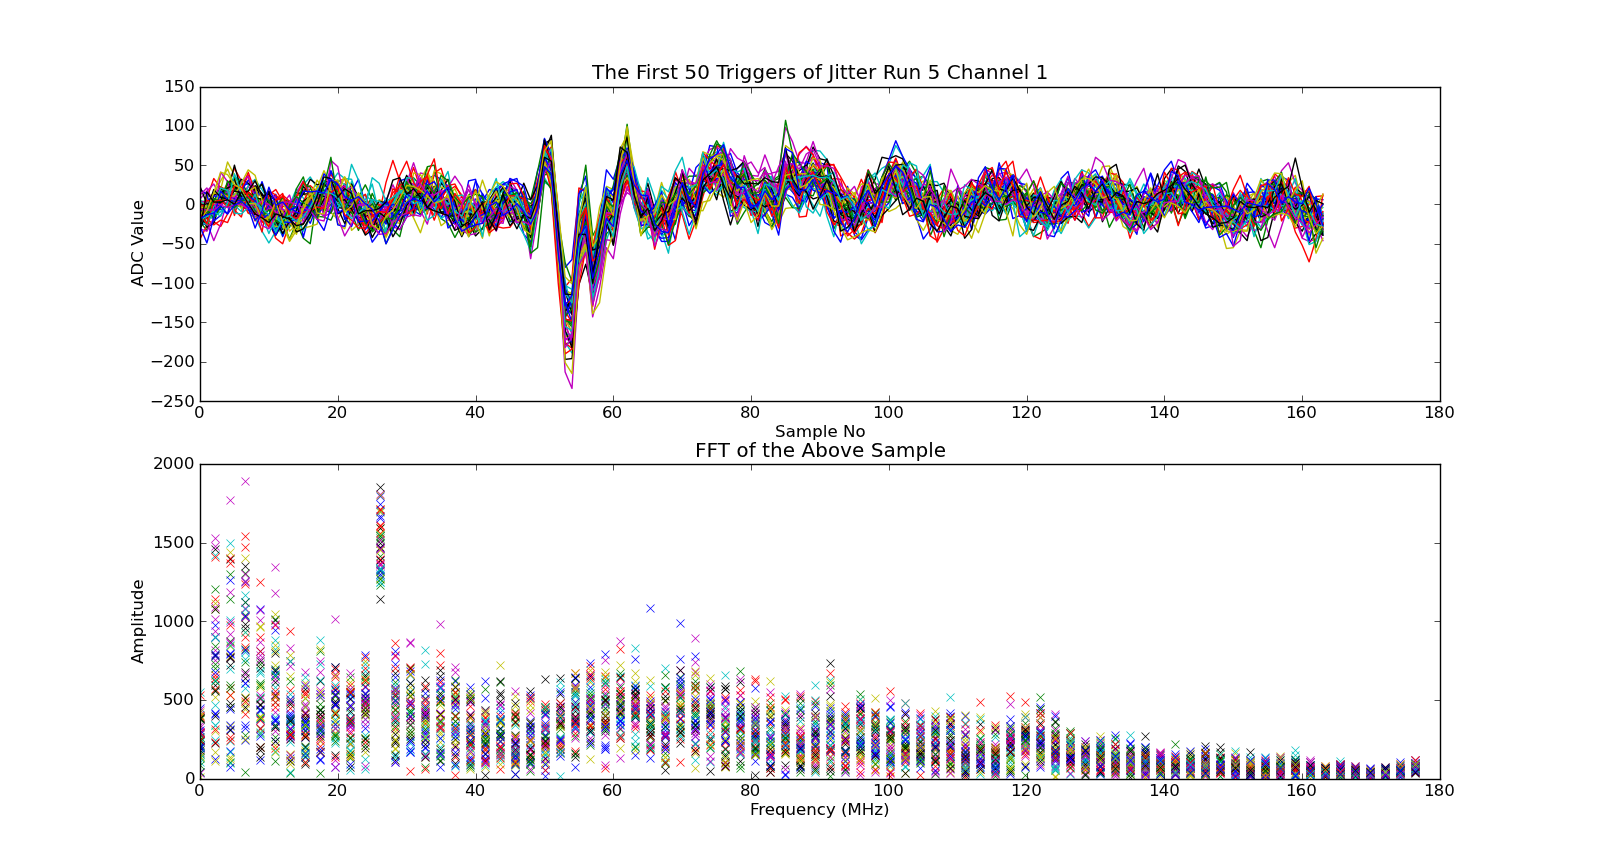 The First 50 Triggers of Jitter Run 5 Channel 1
150
100
50
0
−50
−100
−150
−200
−250
ADC Value
0 20 40 60 80 100 120 140 160 180
Sample No
FFT of the Above Sample
2000
1500
1000
500
0
Amplitude
0 20 40 60 80 100 120 140 160 180
Frequency (MHz)